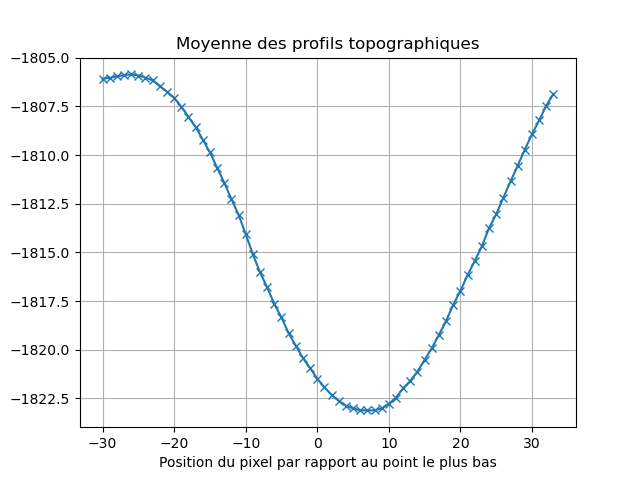 Moyenne des profils topographiques
−1805.0
−1807.5
−1810.0
−1812.5
−1815.0
−1817.5
−1820.0
−1822.5
−30 −20 −10 0 10 20 30
Position du pixel par rapport au point le plus bas